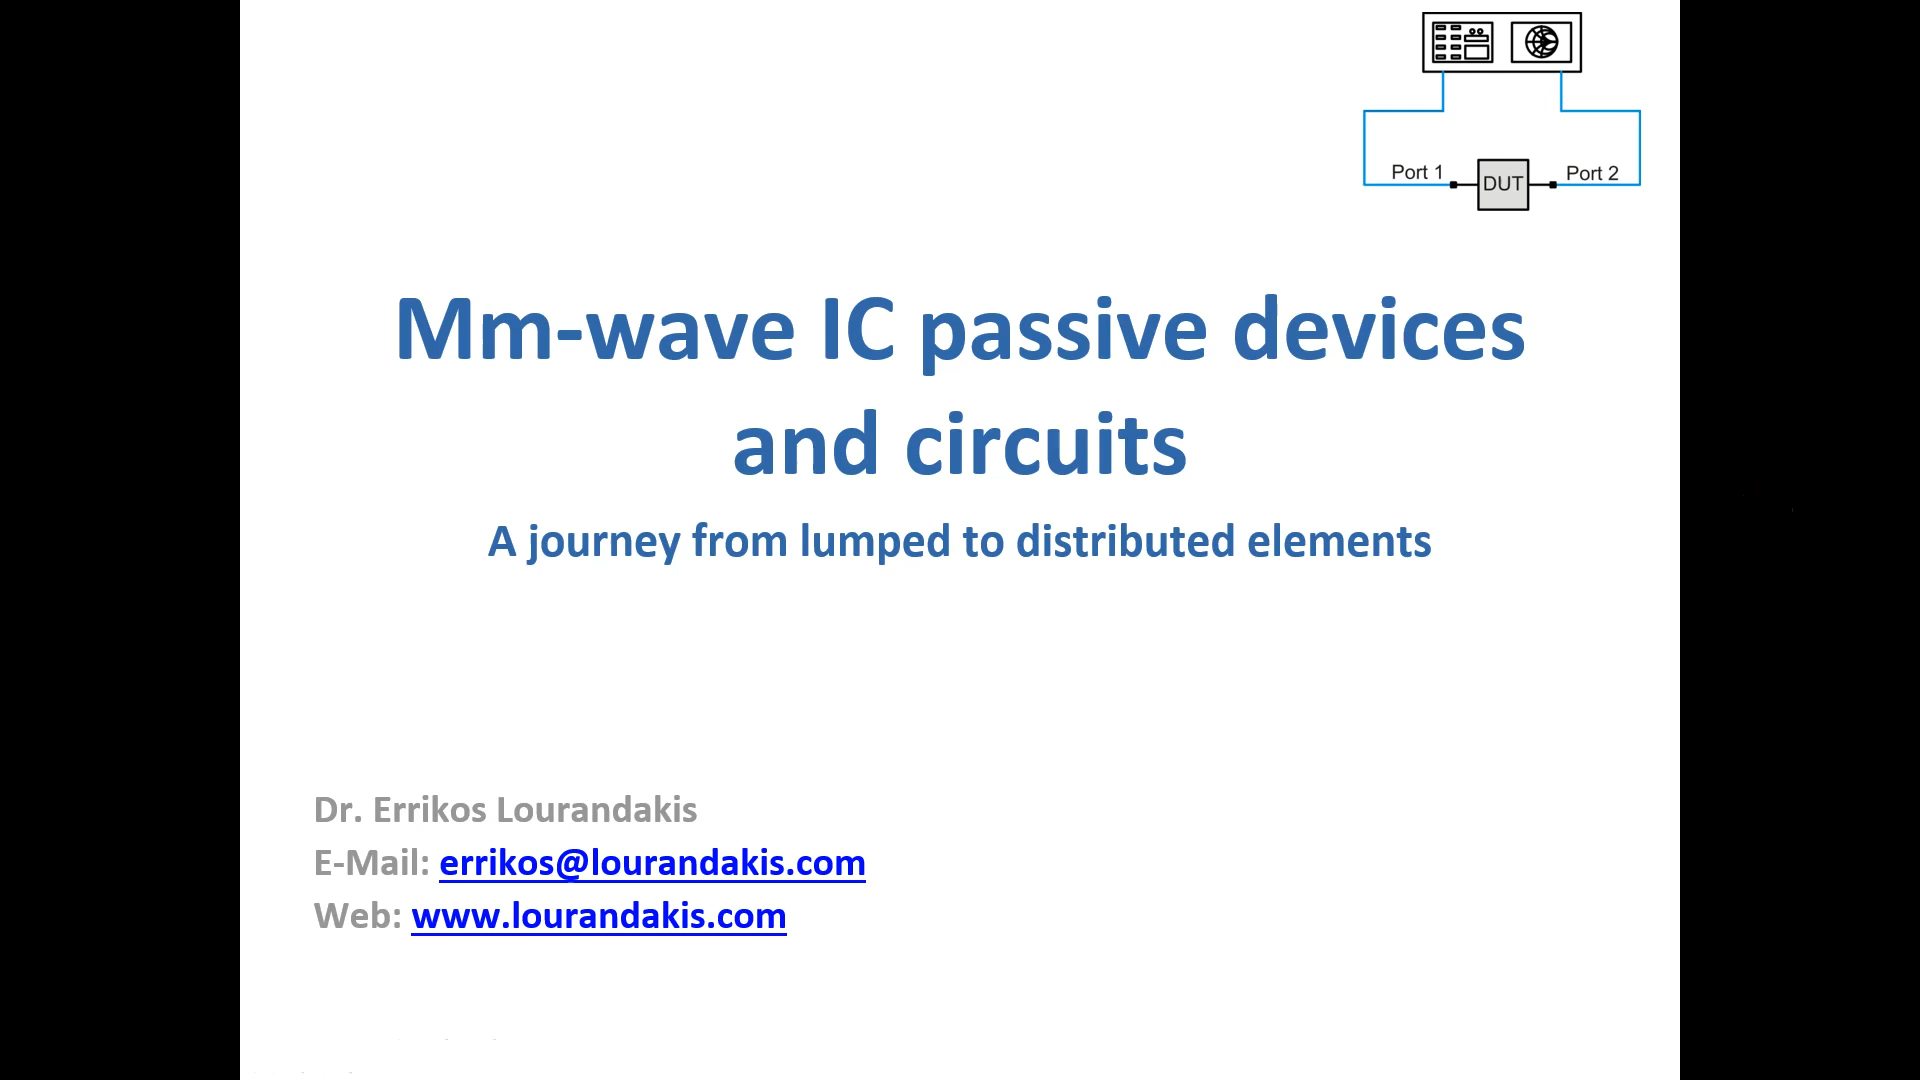 Port 1
DUT
Port 2
Mm-wave IC passive devices
and circuits
A journey from lumped to distributed elements
Dr. Errikos Lourandakis
E-Mail: errikos@lourandakis.com
Web: www.lourandakis.com